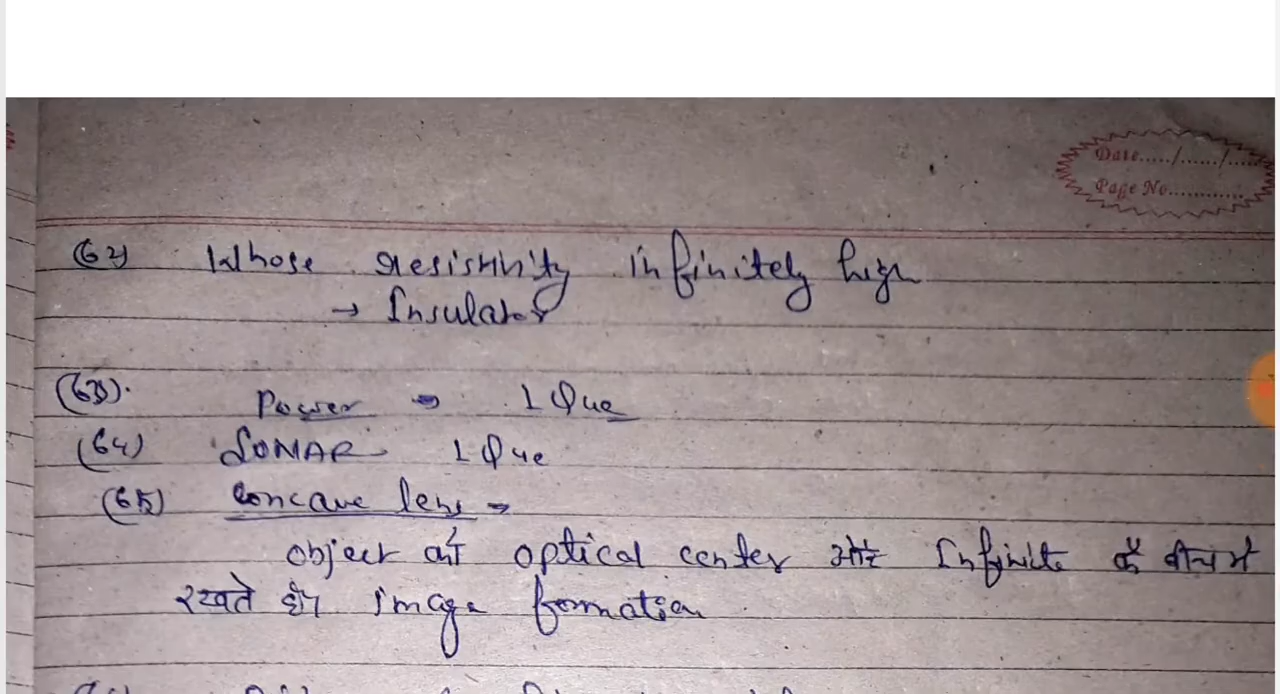 Date...../....../.....
Page No.............
(62) Whose resistivity infinitely high
→ Insulator
(63). Power → 1 Que
(64) SONAR 1 Que
(65) Concave lens →
object को optical center और Infinite के बीच में
रखते हैं image formation